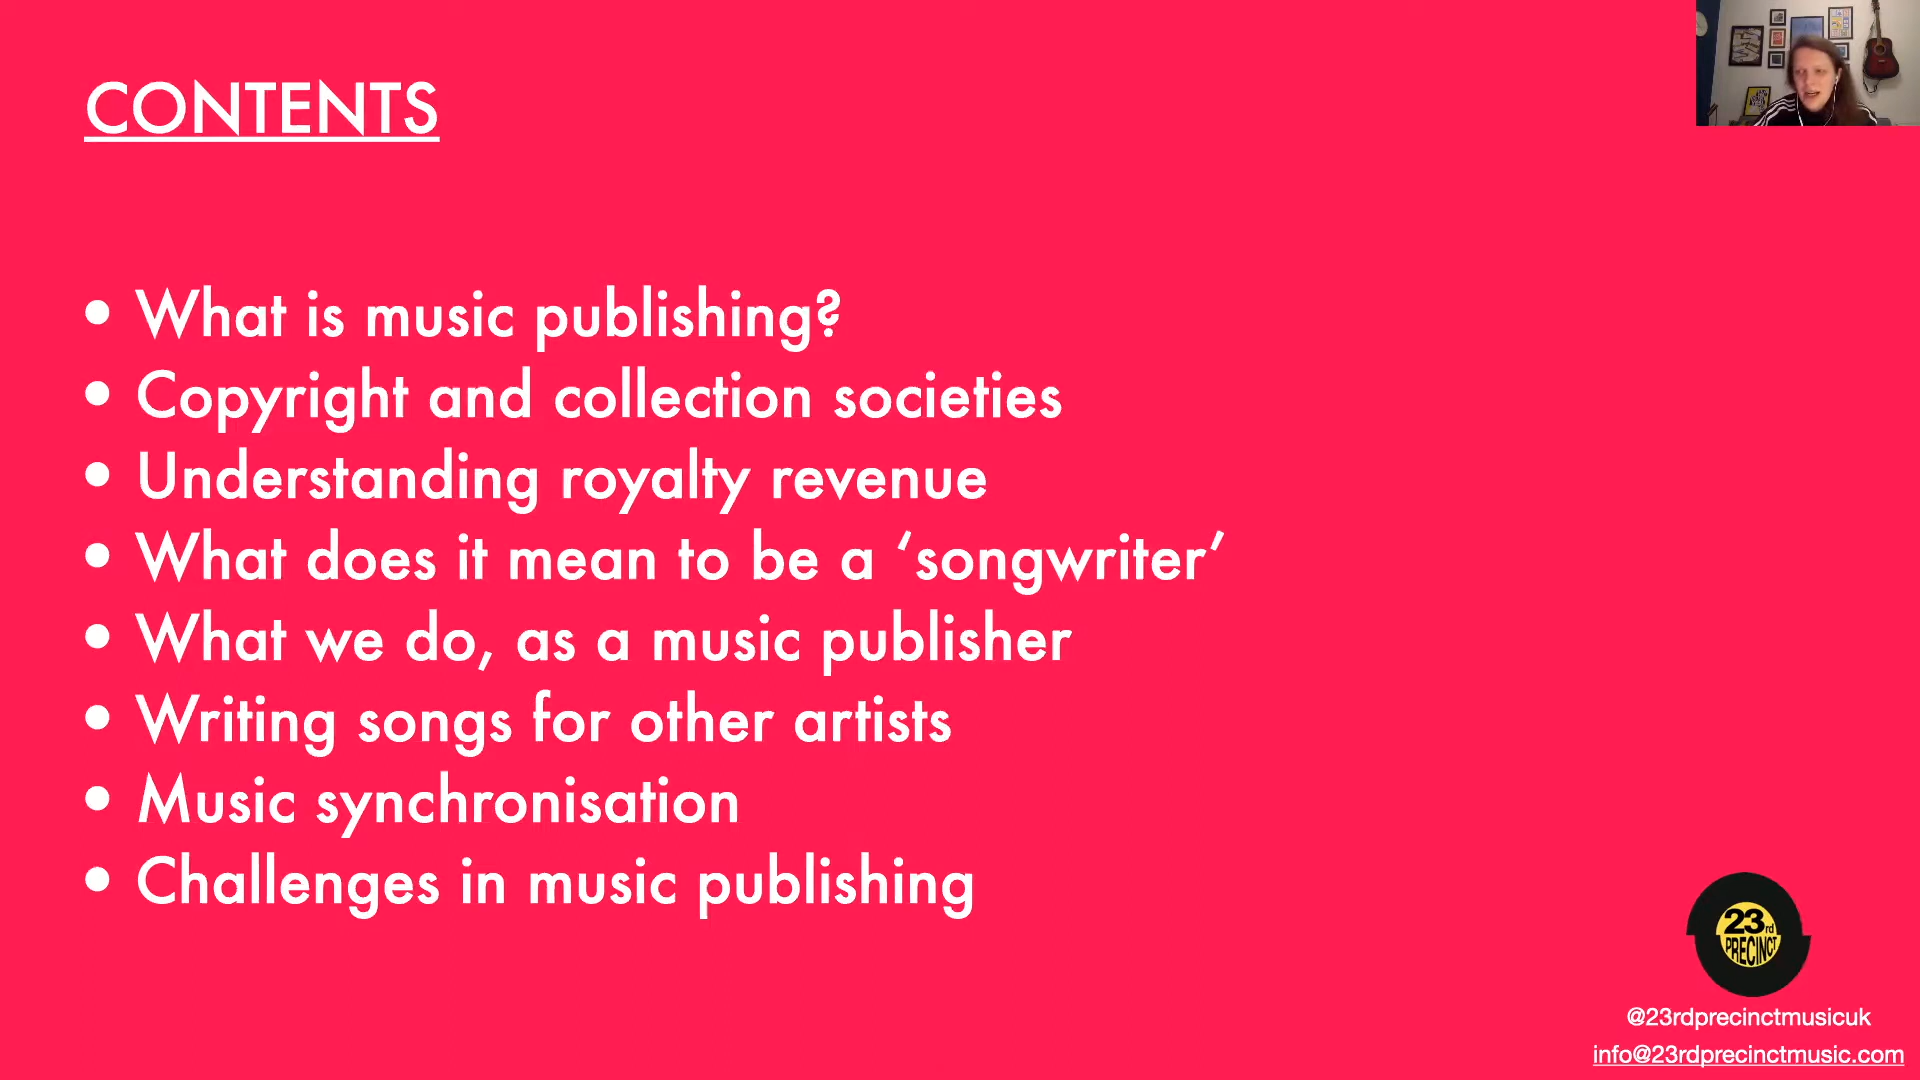 CONTENTS
• What is music publishing?
• Copyright and collection societies
• Understanding royalty revenue
• What does it mean to be a ‘songwriter’
• What we do, as a music publisher
• Writing songs for other artists
• Music synchronisation
• Challenges in music publishing
23rd
PRECINCT
@23rdprecinctmusicuk
info@23rdprecinctmusic.com